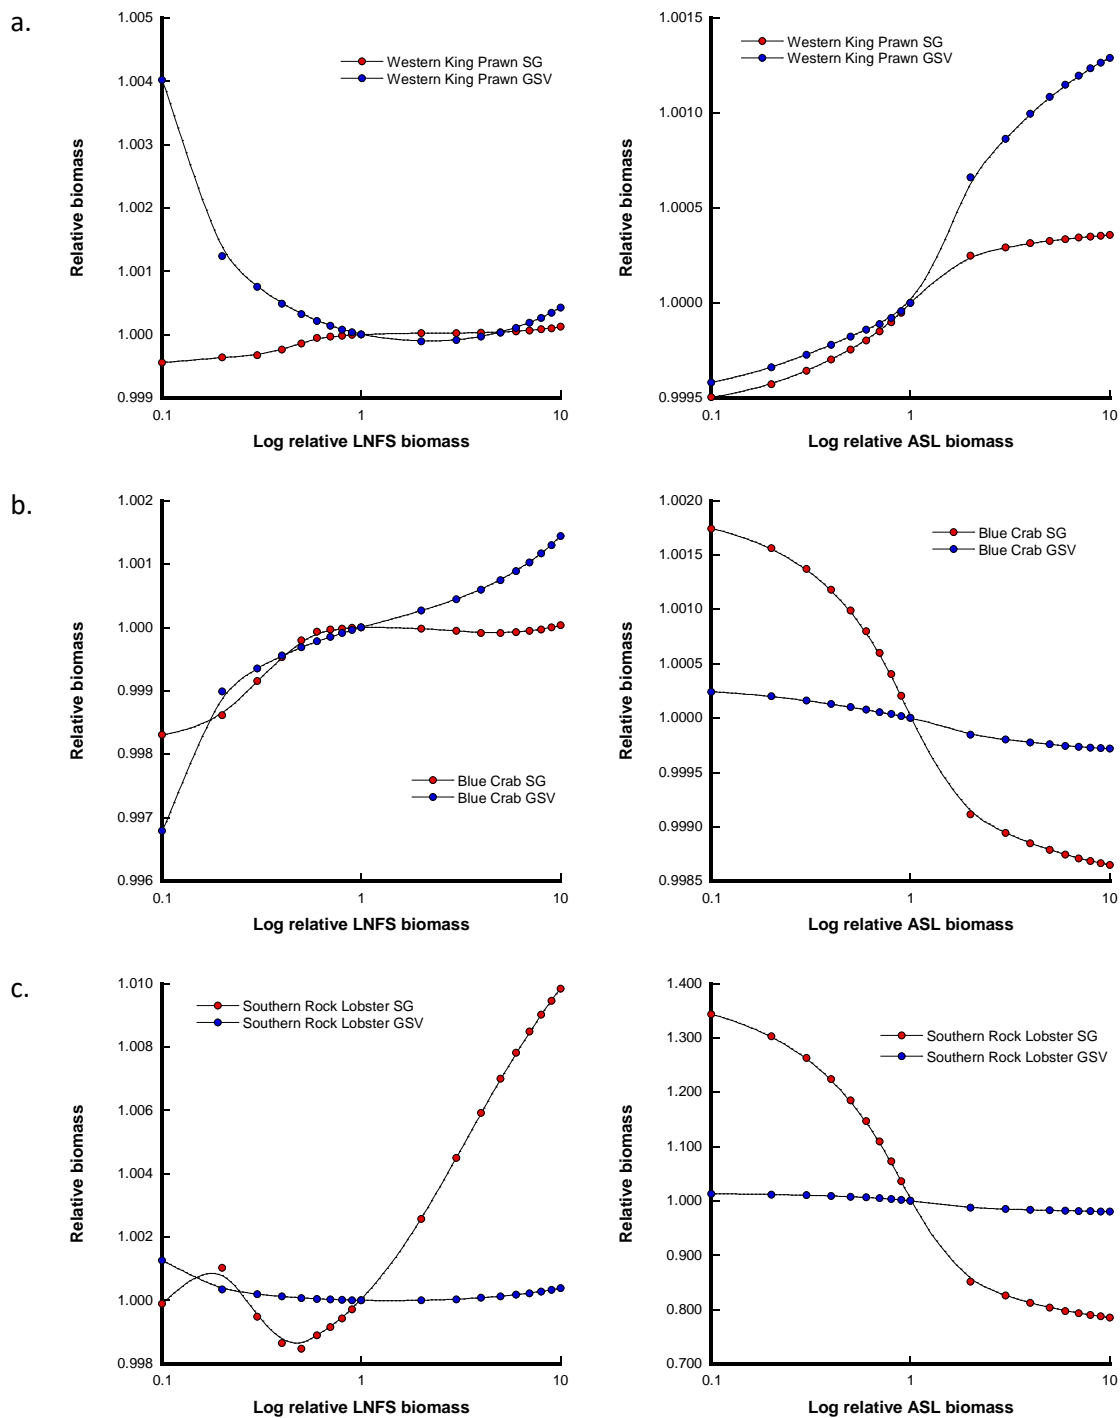 a.
1.005
1.004
1.003
1.002
1.001
1.000
0.999
Relative biomass
Western King Prawn SG
Western King Prawn GSV
0.1
1
10
Log relative LNFS biomass
1.0015
1.0010
1.0005
1.0000
0.9995
Relative biomass
Western King Prawn SG
Western King Prawn GSV
0.1
1
10
Log relative ASL biomass
b.
1.002
1.001
1.000
0.999
0.998
0.997
0.996
Relative biomass
Blue Crab SG
Blue Crab GSV
0.1
1
10
Log relative LNFS biomass
1.0020
1.0015
1.0010
1.0005
1.0000
0.9995
0.9990
0.9985
Relative biomass
Blue Crab SG
Blue Crab GSV
0.1
1
10
Log relative ASL biomass
c.
1.010
1.008
1.006
1.004
1.002
1.000
0.998
Relative biomass
Southern Rock Lobster SG
Southern Rock Lobster GSV
0.1
1
10
Log relative LNFS biomass
1.400
1.300
1.200
1.100
1.000
0.900
0.800
0.700
Relative biomass
Southern Rock Lobster SG
Southern Rock Lobster GSV
0.1
1
10
Log relative ASL biomass